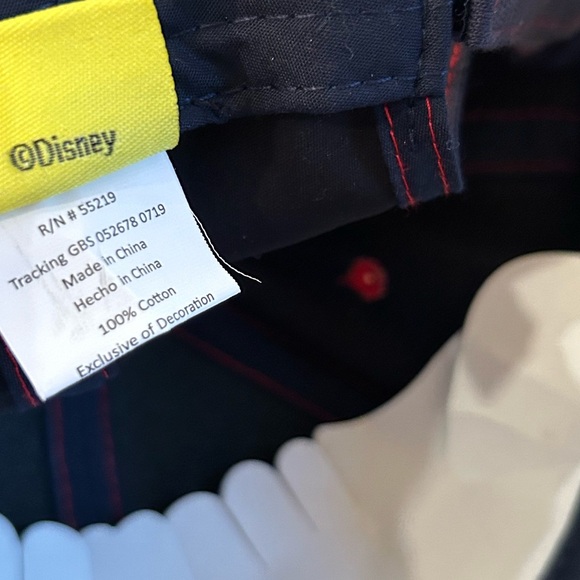 ©Disney
R/N # 55219
Tracking GBS 052678 0719
Made in China
Hecho in China
100% Cotton
Exclusive of Decoration